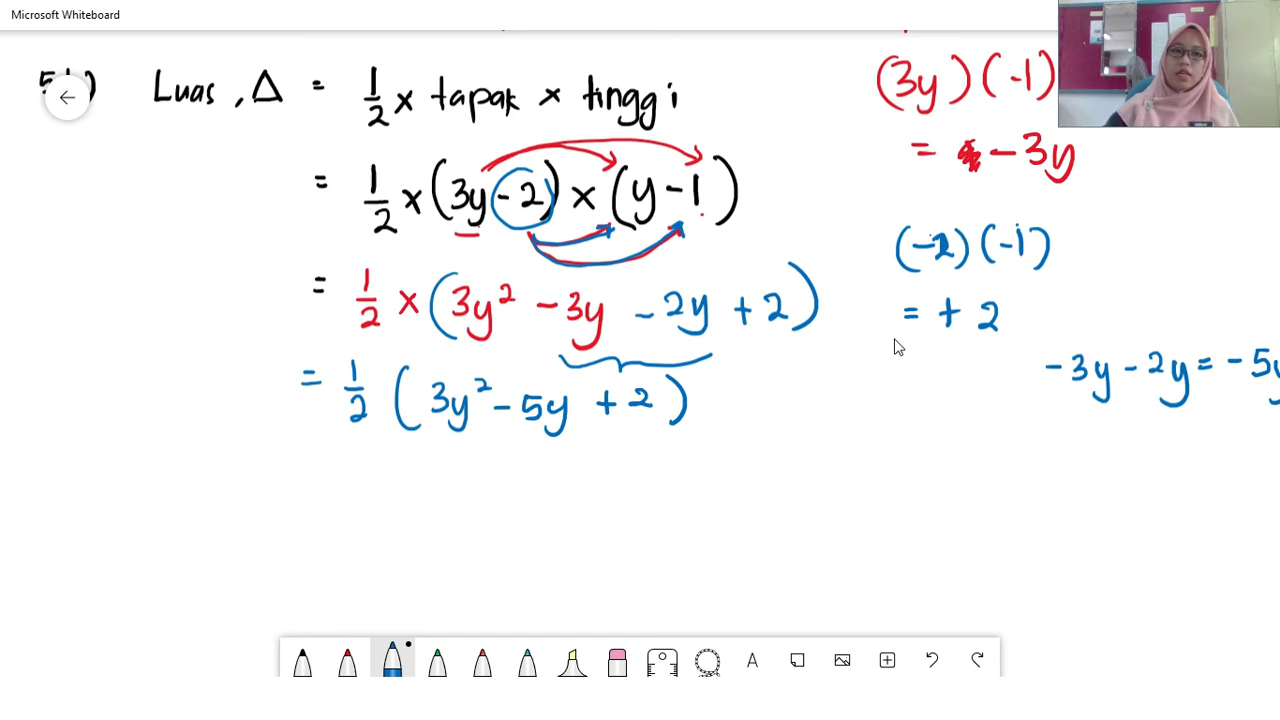 Microsoft Whiteboard
Luas , Δ = 1/2 × tapak × tinggi
= 1/2 × (3y - 2) × (y - 1)
= 1/2 × (3y² - 3y - 2y + 2)
= 1/2 (3y² - 5y + 2)
(3y)(-1)
= - 3y
(-2)(-1)
= + 2
-3y - 2y = - 5y